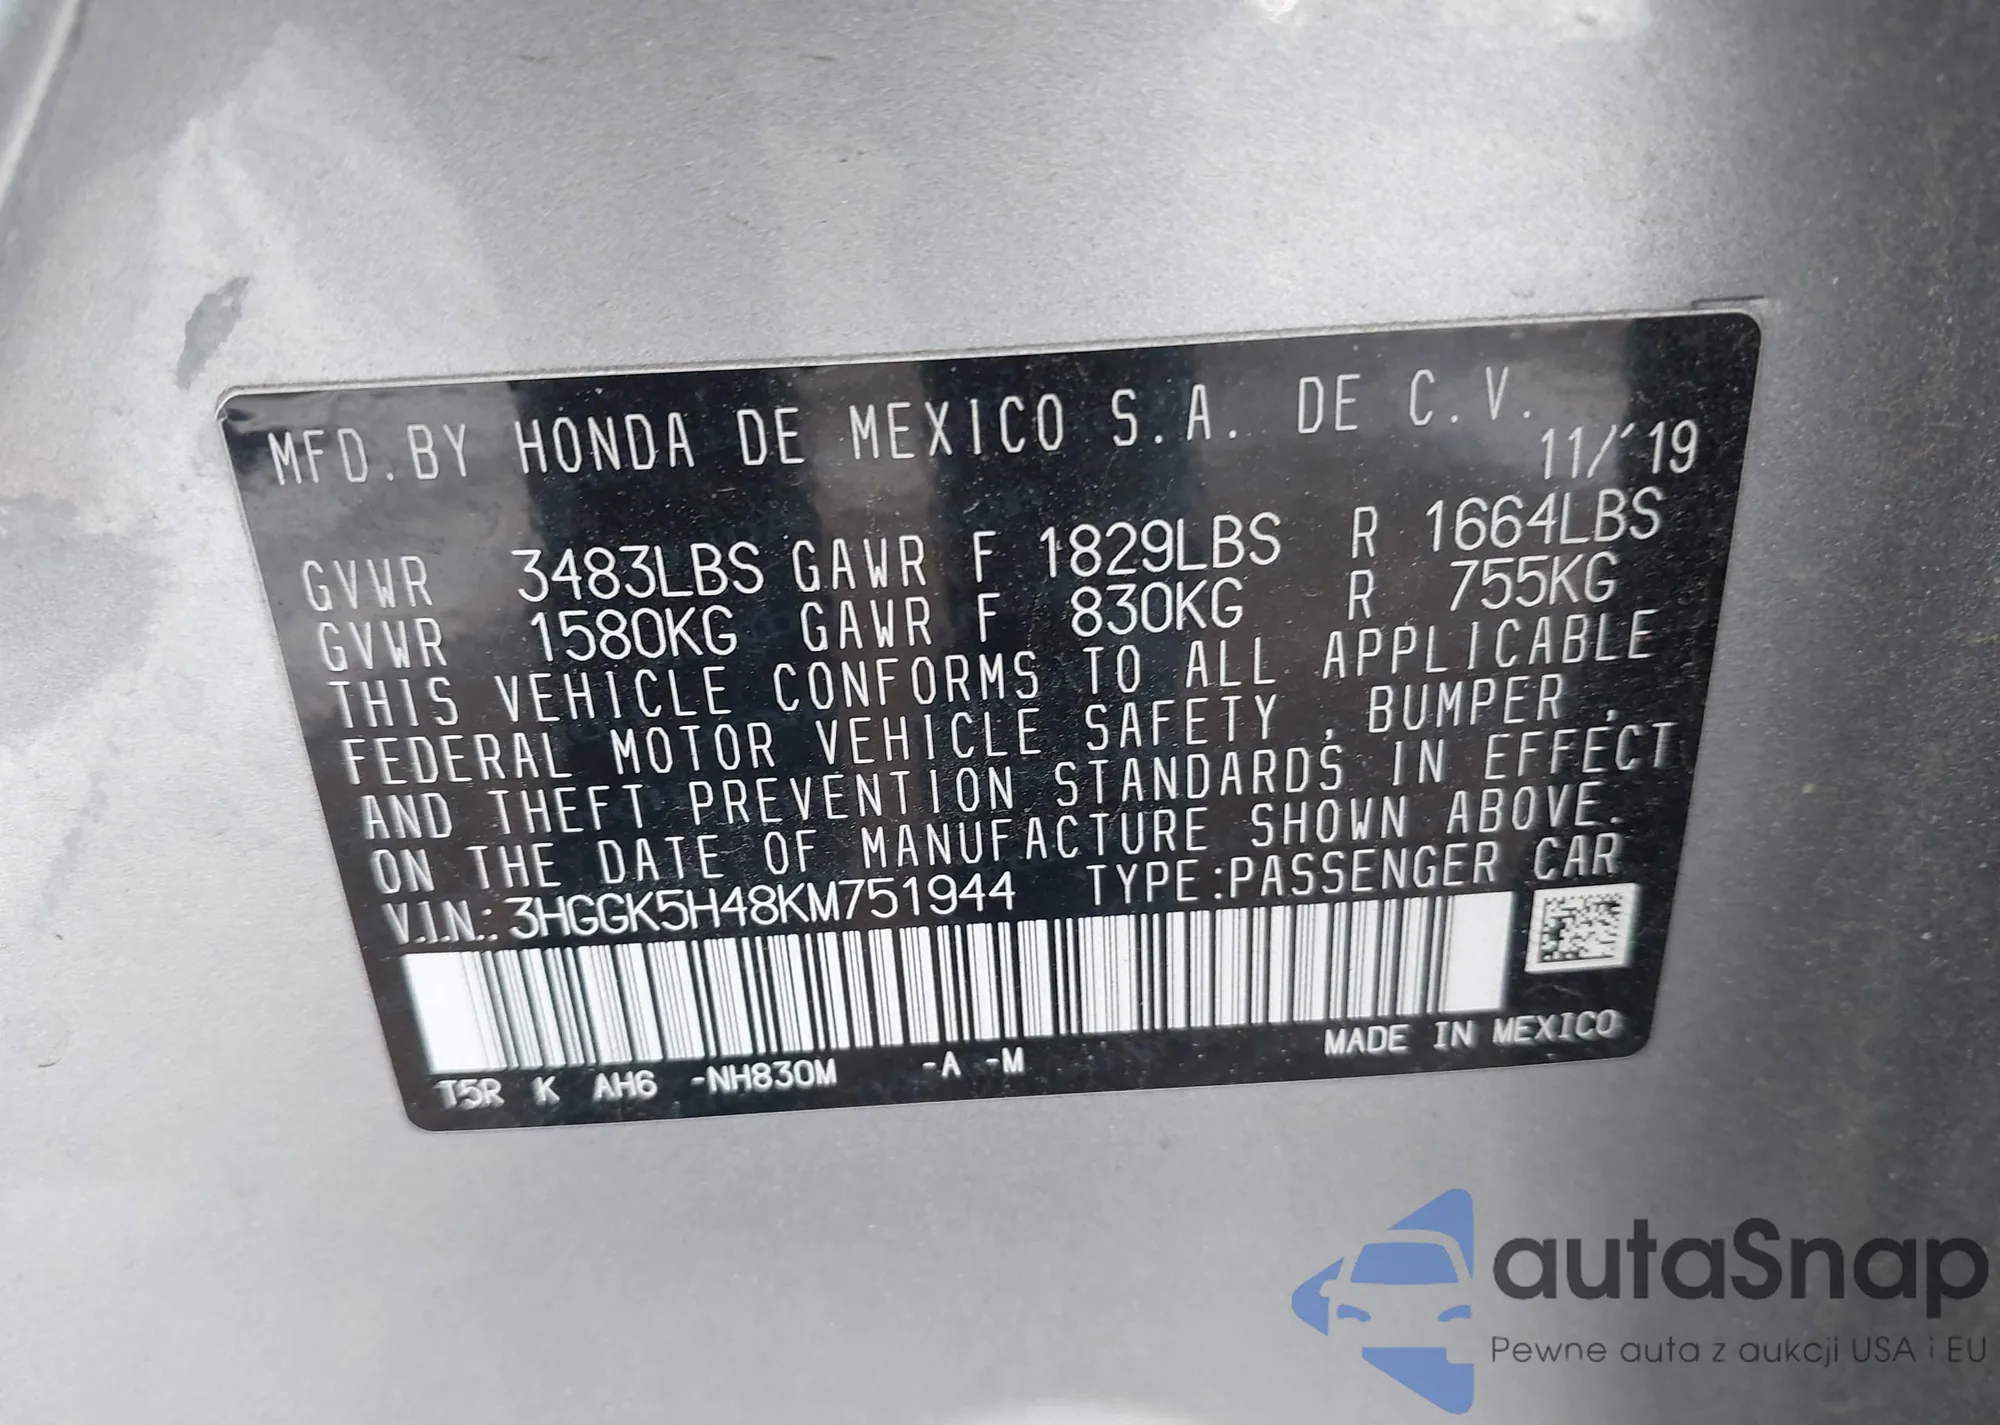 MFD.BY HONDA DE MEXICO S.A. DE C.V.
11/'19
GVWR 3483LBS GAWR F 1829LBS R 1664LBS
GVWR 1580KG GAWR F 830KG R 755KG
THIS VEHICLE CONFORMS TO ALL APPLICABLE
FEDERAL MOTOR VEHICLE SAFETY, BUMPER,
AND THEFT PREVENTION STANDARDS IN EFFECT
ON THE DATE OF MANUFACTURE SHOWN ABOVE.
V.I.N.: 3HGGK5H48KM751944 TYPE:PASSENGER CAR
T5R K AH6 -NH830M -A -M MADE IN MEXICO
autaSnap
Pewne auta z aukcji USA i EU